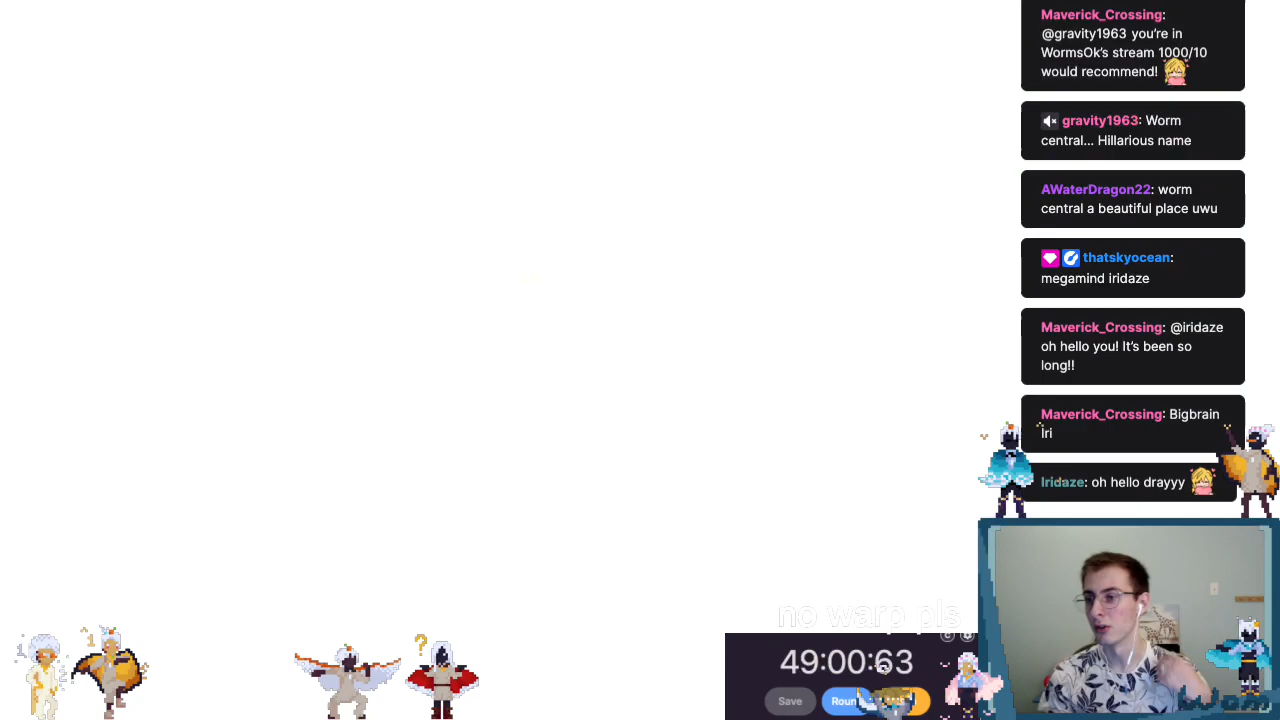 Maverick_Crossing:
@gravity1963 you’re in
WormsOk’s stream 1000/10
would recommend!
gravity1963: Worm
central... Hillarious name
AWaterDragon22: worm
central a beautiful place uwu
thatskyocean:
megamind iridaze
Maverick_Crossing: @iridaze
oh hello you! It’s been so
long!!
Maverick_Crossing: Bigbrain
Iri
Iridaze: oh hello drayyy
no warp pls
49:00:63
Save